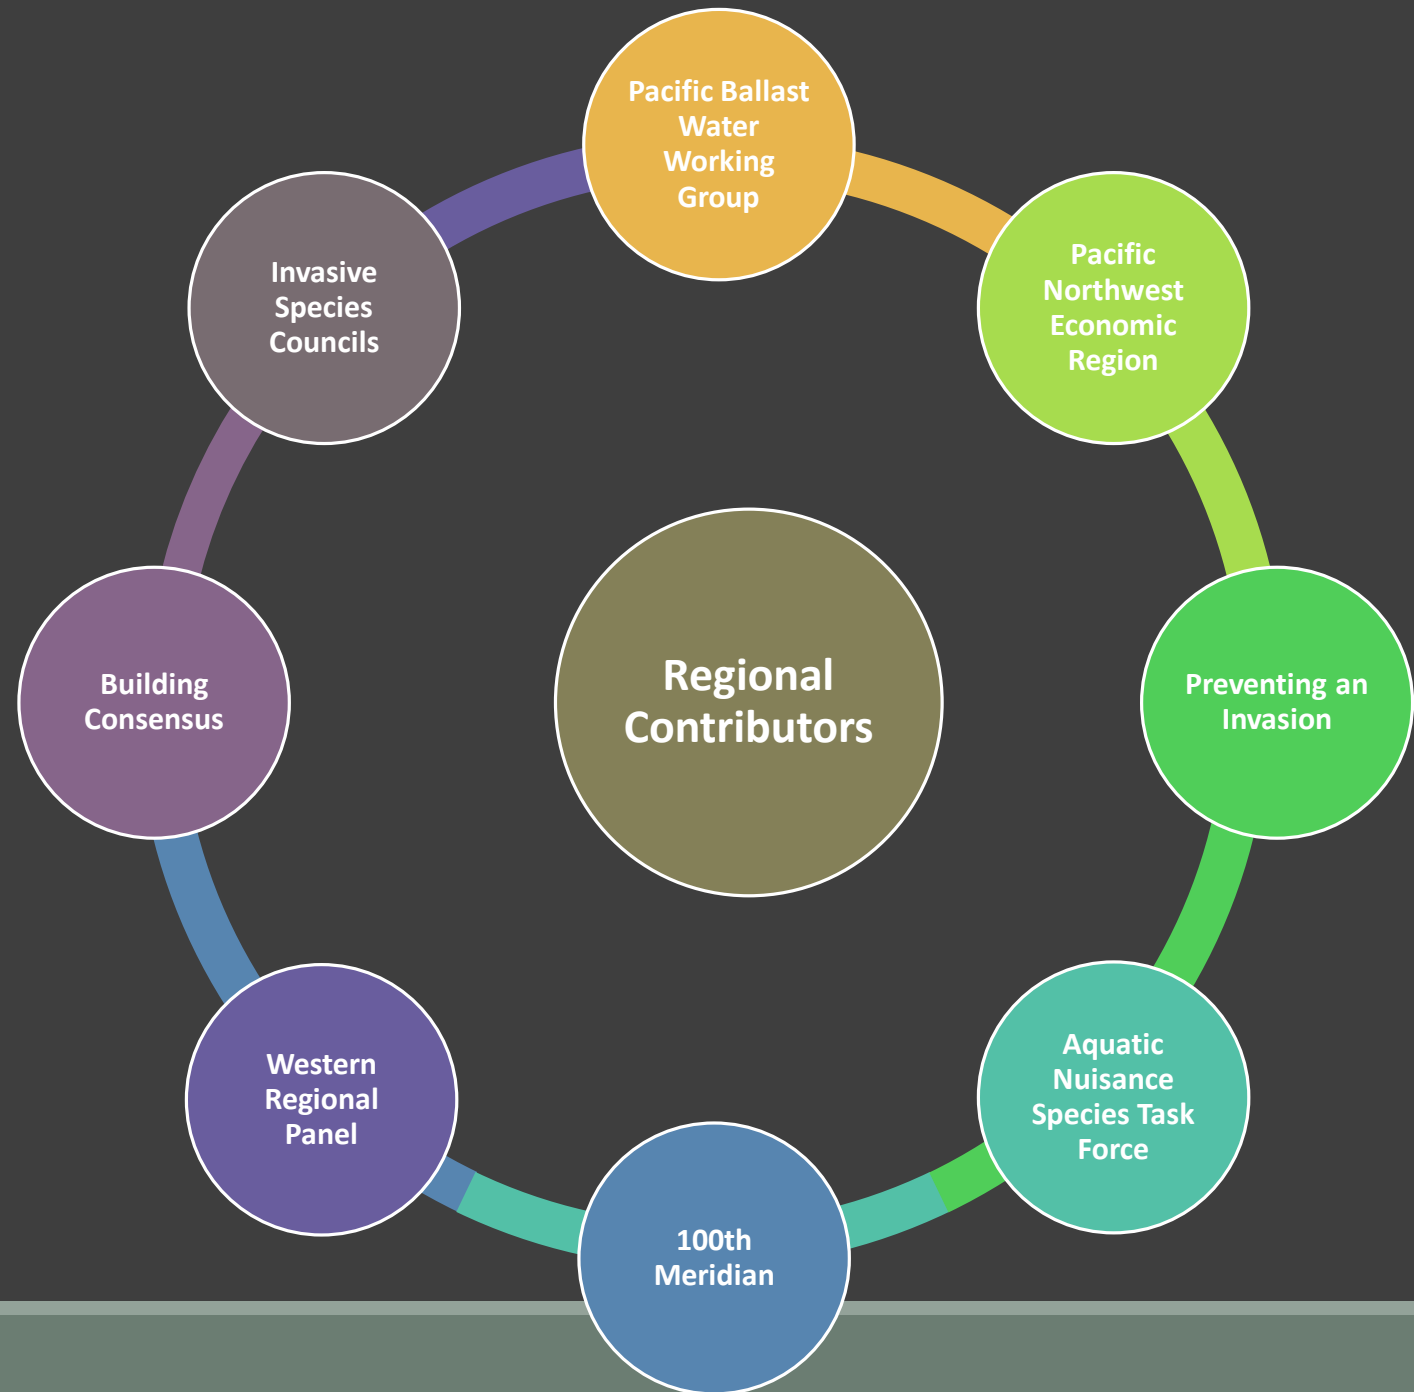 Pacific Ballast
Water
Working
Group
Pacific
Northwest
Economic
Region
Preventing an
Invasion
Aquatic
Nuisance
Species Task
Force
100th
Meridian
Western
Regional
Panel
Building
Consensus
Invasive
Species
Councils
Regional
Contributors